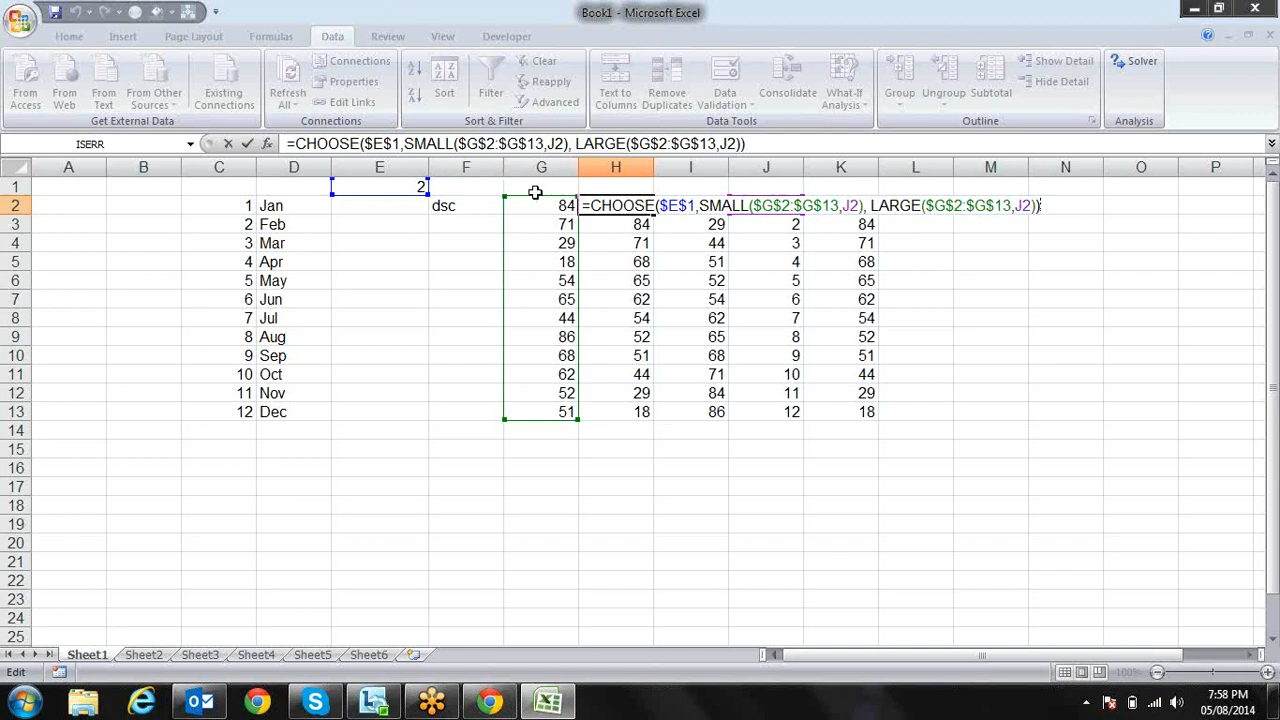 Book1 - Microsoft Excel
Home Insert Page Layout Formulas Data Review View Developer
From Access
From Web
From Text
From Other Sources
Existing Connections
Get External Data
Refresh All
Connections
Properties
Edit Links
Connections
Sort
Filter
Clear
Reapply
Advanced
Sort & Filter
Text to Columns
Remove Duplicates
Data Validation
Consolidate
What-If Analysis
Data Tools
Group
Ungroup
Subtotal
Show Detail
Hide Detail
Outline
Solver
Analysis
ISERR fx =CHOOSE($E$1,SMALL($G$2:$G$13,J2), LARGE($G$2:$G$13,J2))
A B C D E F G H I J K L M N O P
1 2
2 1 Jan dsc 84 =CHOOSE($E$1,SMALL($G$2:$G$13,J2), LARGE($G$2:$G$13,J2))
3 2 Feb 71 84 29 2 84
4 3 Mar 29 71 44 3 71
5 4 Apr 18 68 51 4 68
6 5 May 54 65 52 5 65
7 6 Jun 65 62 54 6 62
8 7 Jul 44 54 62 7 54
9 8 Aug 86 52 65 8 52
10 9 Sep 68 51 68 9 51
11 10 Oct 62 44 71 10 44
12 11 Nov 52 29 84 11 29
13 12 Dec 51 18 86 12 18
14
15
16
17
18
19
20
21
22
23
24
25
Sheet1 Sheet2 Sheet3 Sheet4 Sheet5 Sheet6
Edit 100%
7:58 PM
05/08/2014